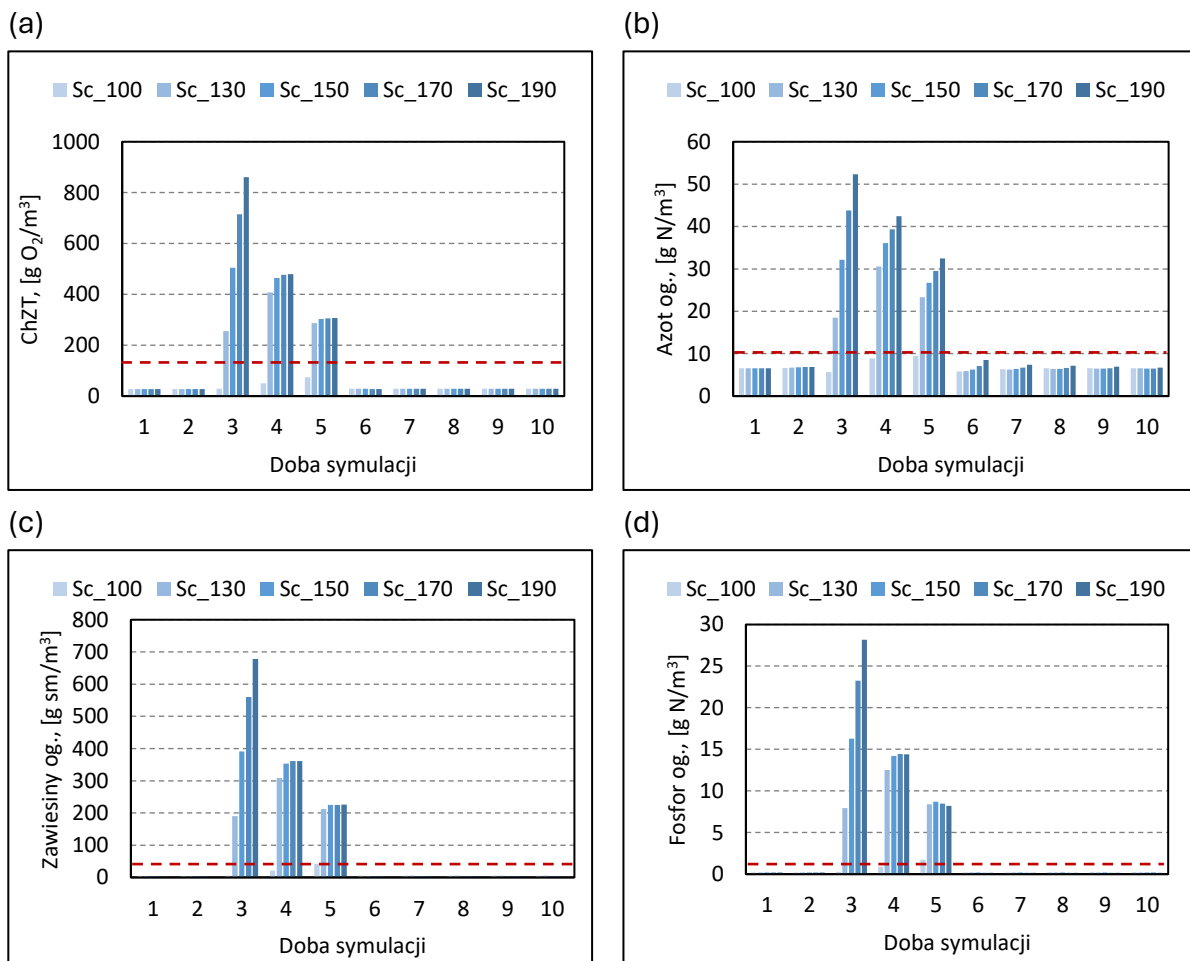 (a)
Sc_100 Sc_130 Sc_150 Sc_170 Sc_190
ChZT, [g O₂/m³]
1000
800
600
400
200
0
1 2 3 4 5 6 7 8 9 10
Doba symulacji
(b)
Sc_100 Sc_130 Sc_150 Sc_170 Sc_190
Azot og., [g N/m³]
60
50
40
30
20
10
0
1 2 3 4 5 6 7 8 9 10
Doba symulacji
(c)
Sc_100 Sc_130 Sc_150 Sc_170 Sc_190
Zawiesiny og., [g sm/m³]
800
700
600
500
400
300
200
100
0
1 2 3 4 5 6 7 8 9 10
Doba symulacji
(d)
Sc_100 Sc_130 Sc_150 Sc_170 Sc_190
Fosfor og., [g N/m³]
30
25
20
15
10
5
0
1 2 3 4 5 6 7 8 9 10
Doba symulacji